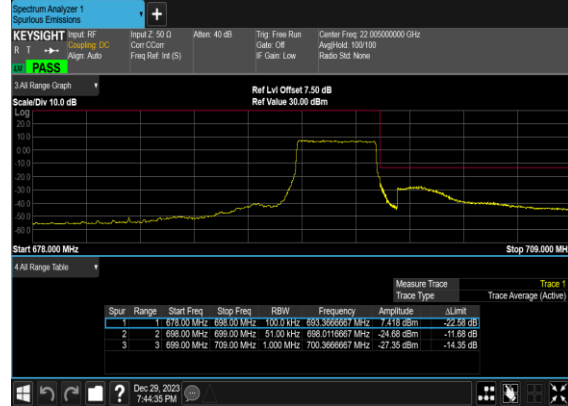 Spectrum Analyzer 1
Spurious Emissions
KEYSIGHT Input: RF Input Z: 50 Ω Atten: 40 dB Trig: Free Run Center Freq: 22.005000000 GHz
R T Coupling: DC Corr CCorr Gate: Off Avg|Hold: 100/100
Align: Auto Freq Ref: Int (S) IF Gain: Low Radio Std: None
PASS
3 All Range Graph
Ref Lvl Offset 7.50 dB
Scale/Div 10.0 dB Ref Value 30.00 dBm
Log
20.0
10.0
0.00
-10.0
-20.0
-30.0
-40.0
-50.0
-60.0
Start 678.000 MHz Stop 709.000 MH
4 All Range Table
Measure Trace Trace 1
Trace Type Trace Average (Active)
Spur Range Start Freq Stop Freq RBW Frequency Amplitude ΔLimit
1 1 678.00 MHz 698.00 MHz 100.0 kHz 693.3666667 MHz 7.418 dBm -22.58 dB
2 2 698.00 MHz 699.00 MHz 51.00 kHz 698.0116667 MHz -24.68 dBm -11.68 dB
3 3 699.00 MHz 709.00 MHz 1.000 MHz 700.3666667 MHz -27.35 dBm -14.35 dB
? Dec 29, 2023
7:44:35 PM